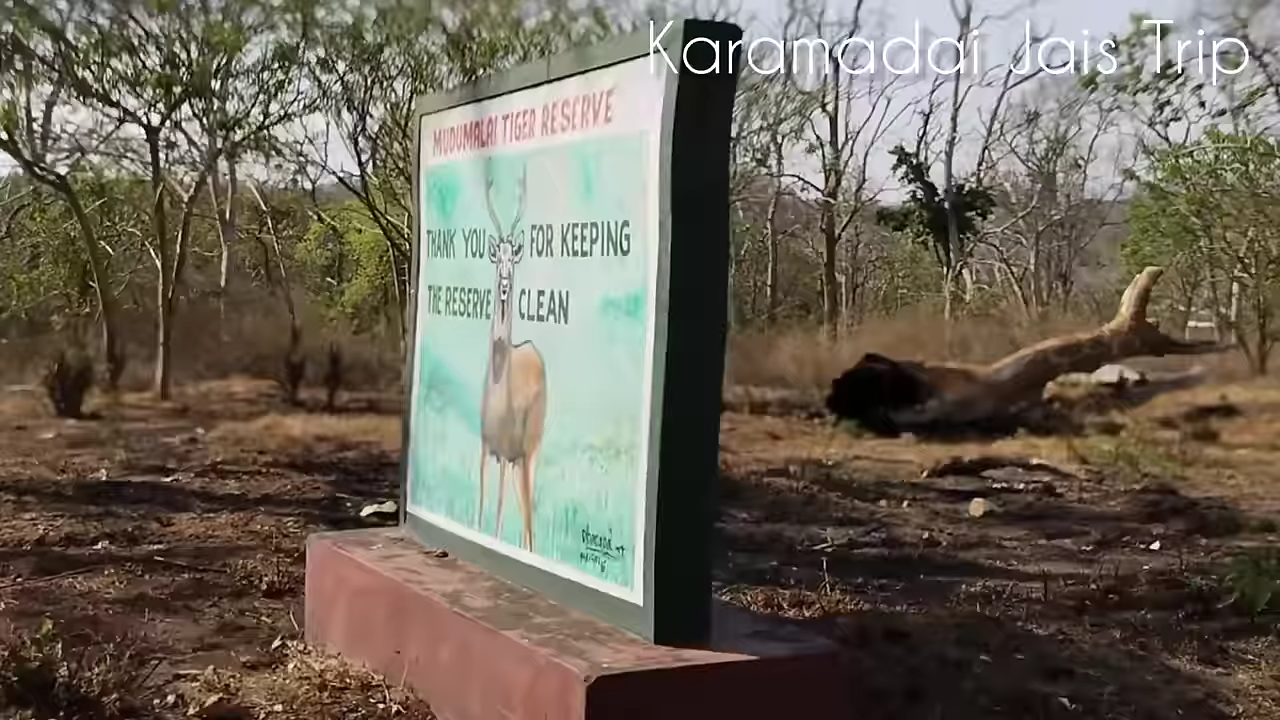 Karamadai Jais Trip
MUDUMALAI TIGER RESERVE
THANK YOU FOR KEEPING
THE RESERVE CLEAN